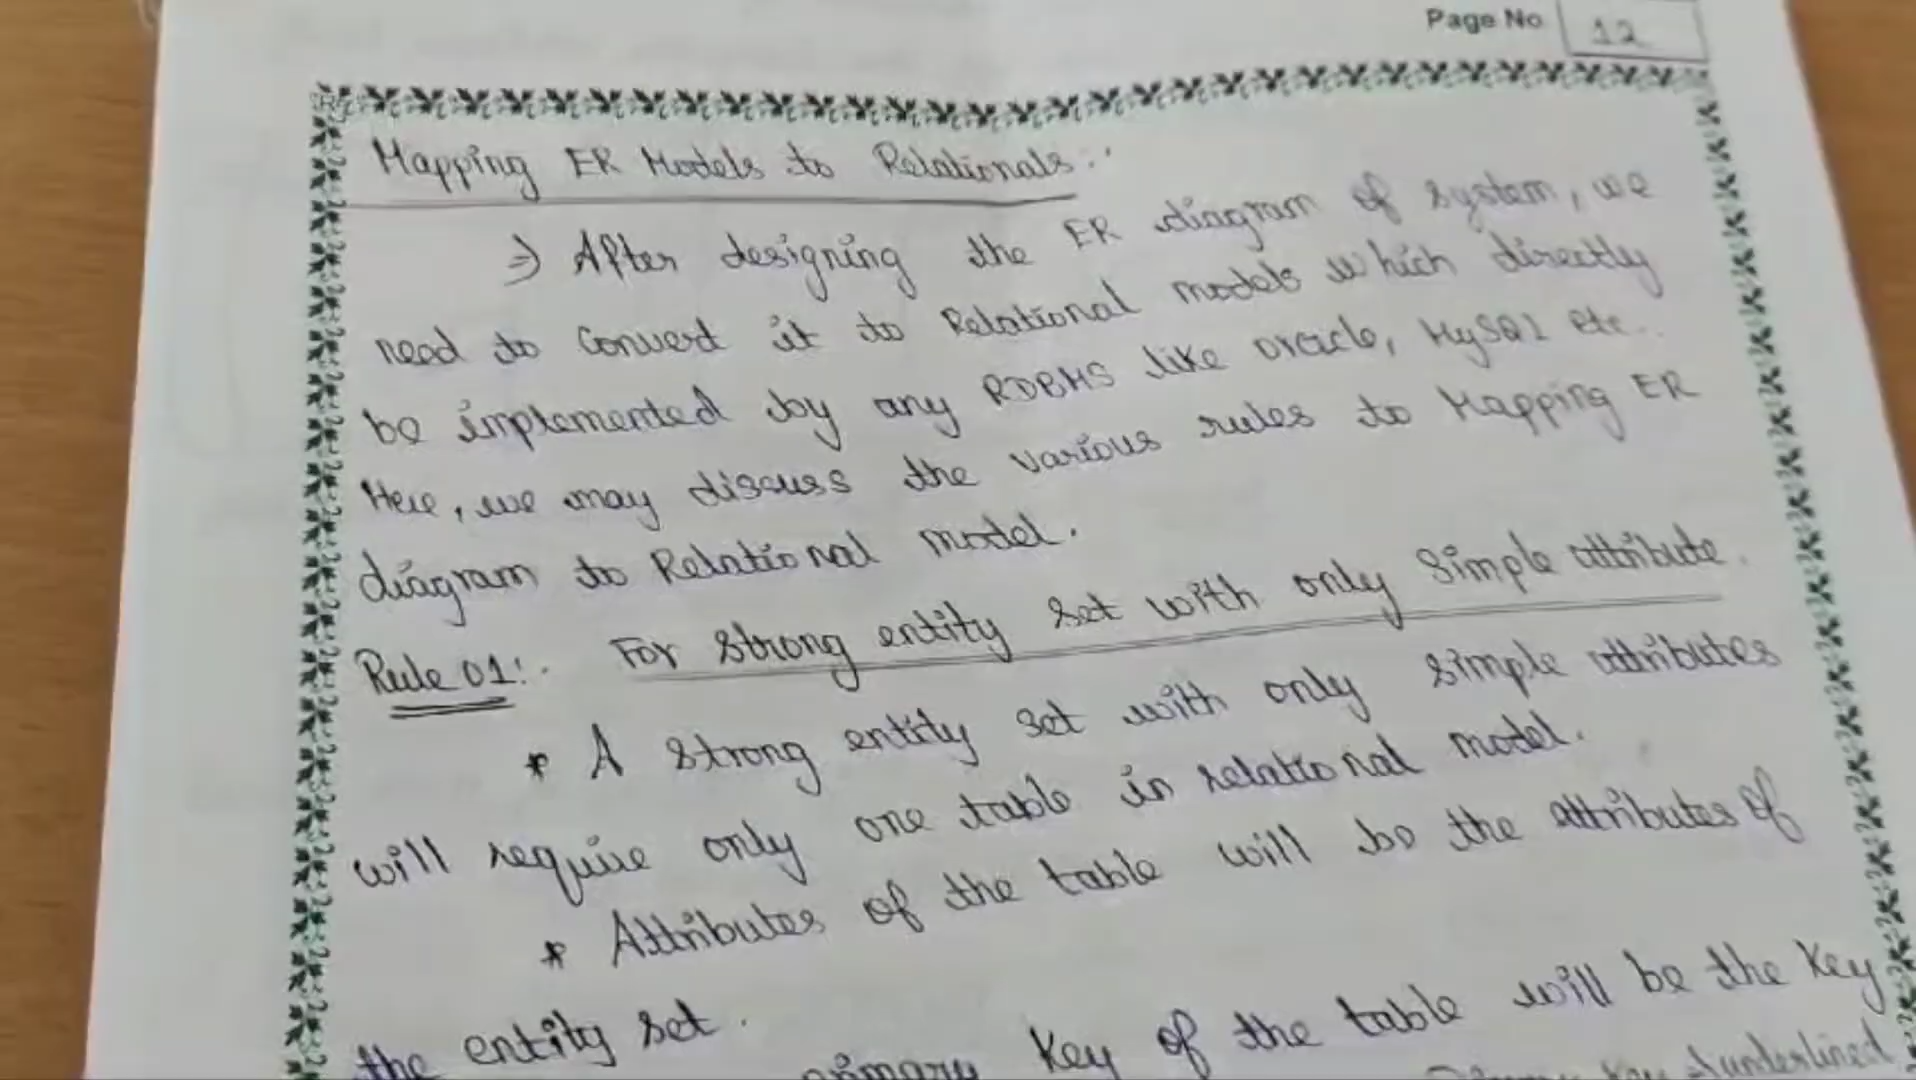 Page No 12
Mapping ER Models to Relationals:.
⇒ After designing the ER diagram of system, we
need to convert it to Relational models which directly
be implemented by any RDBMS like oracle, MySQL etc..
Here, we may discuss the various rules to Mapping ER
diagram to Relational model.
Rule 01:. For strong entity set with only simple attribute.
* A strong entity set with only simple attributes
will require only one table in relational model.
* Attributes of the table will be the attributes of
the entity set.
primary key of the table will be the key
underlined